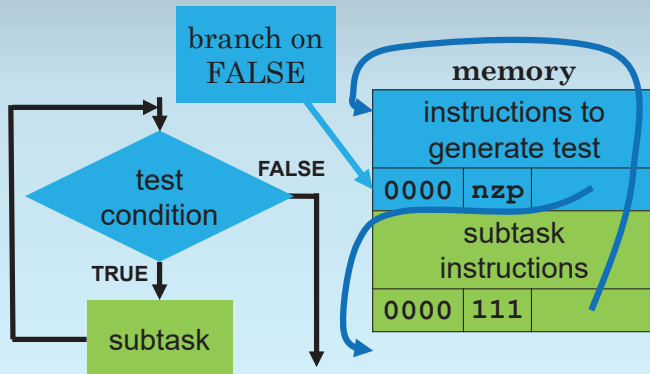 branch on
FALSE
memory
instructions to
generate test
0000 nzp
subtask
instructions
0000 111
test
condition
FALSE
TRUE
subtask